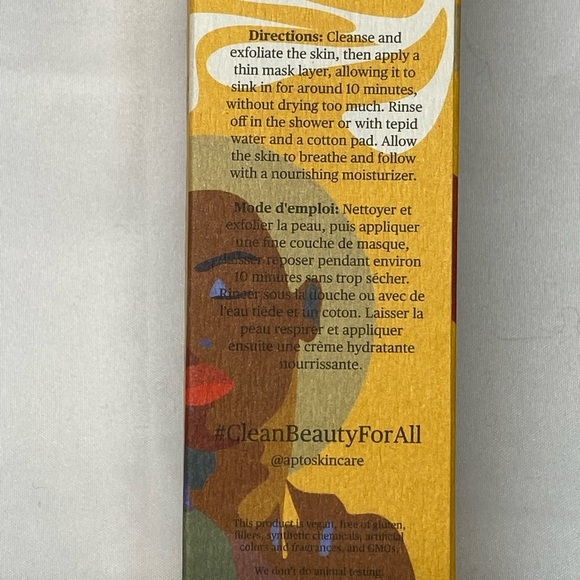 Directions: Cleanse and
exfoliate the skin, then apply a
thin mask layer, allowing it to
sink in for around 10 minutes,
without drying too much. Rinse
off in the shower or with tepid
water and a cotton pad. Allow
the skin to breathe and follow
with a nourishing moisturizer.
Mode d'emploi: Nettoyer et
exfolier la peau, puis appliquer
une fine couche de masque,
laisser reposer pendant environ
10 minutes sans trop sécher.
Rincer sous la douche ou avec de
l'eau tiède et un coton. Laisser la
peau respirer et appliquer
ensuite une crème hydratante
nourrissante.
#CleanBeautyForAll
@aptoskincare
This product is vegan, free of gluten,
fillers, synthetic chemicals, artificial
colors and fragrances, and GMOs.
We don't do animal testing.